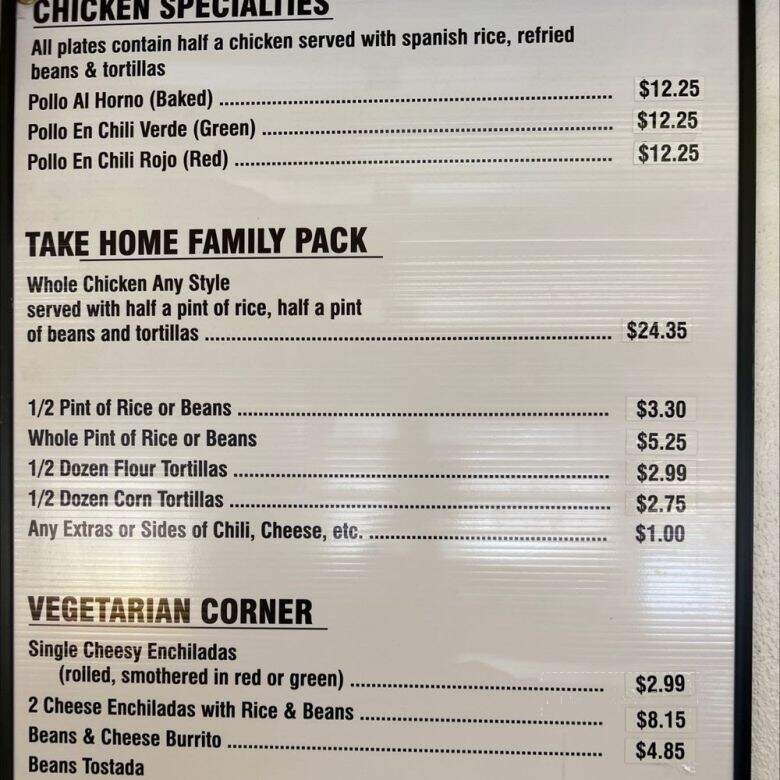 CHICKEN SPECIALTIES
All plates contain half a chicken served with spanish rice, refried
beans & tortillas
Pollo Al Horno (Baked) $12.25
Pollo En Chili Verde (Green) $12.25
Pollo En Chili Rojo (Red) $12.25
TAKE HOME FAMILY PACK
Whole Chicken Any Style
served with half a pint of rice, half a pint
of beans and tortillas $24.35
1/2 Pint of Rice or Beans $3.30
Whole Pint of Rice or Beans $5.25
1/2 Dozen Flour Tortillas $2.99
1/2 Dozen Corn Tortillas $2.75
Any Extras or Sides of Chili, Cheese, etc. $1.00
VEGETARIAN CORNER
Single Cheesy Enchiladas
(rolled, smothered in red or green) $2.99
2 Cheese Enchiladas with Rice & Beans $8.15
Beans & Cheese Burrito $4.85
Beans Tostada